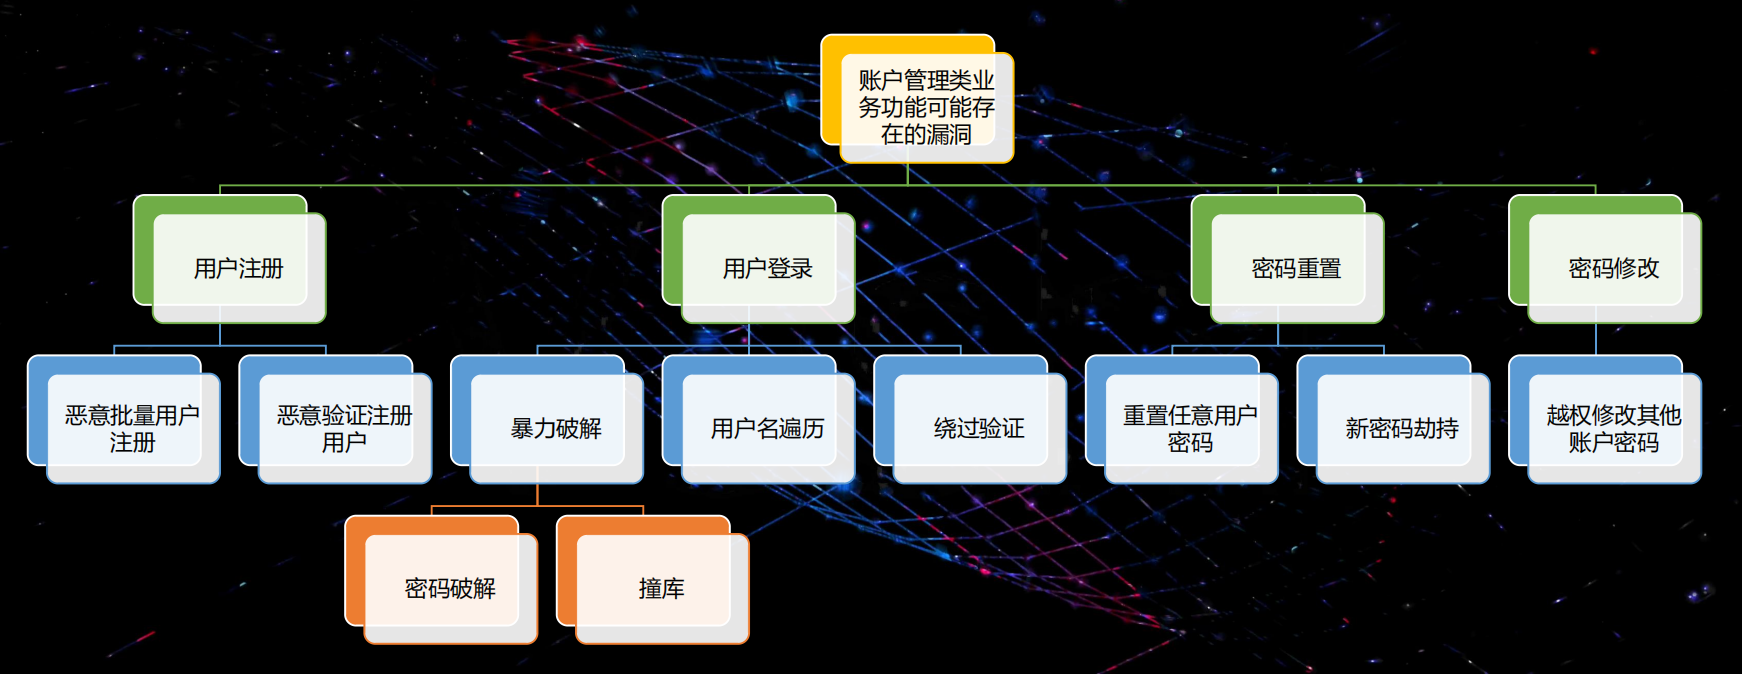 账户管理类业
务功能可能存
在的漏洞
用户注册
用户登录
密码重置
密码修改
恶意批量用户
注册
恶意验证注册
用户
暴力破解
用户名遍历
绕过验证
重置任意用户
密码
新密码劫持
越权修改其他
账户密码
密码破解
撞库